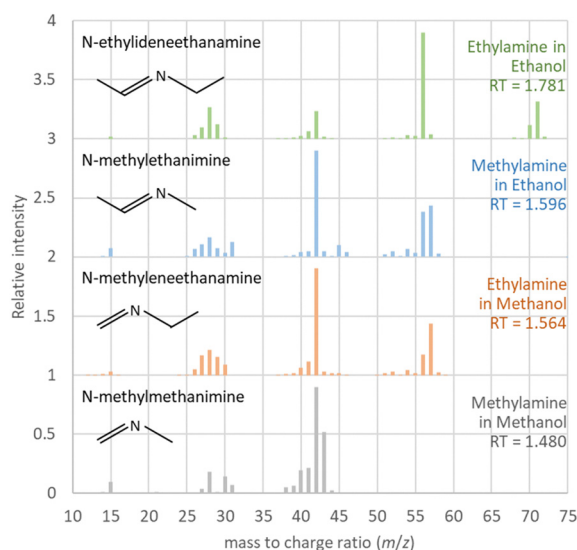 4
3.5
3
2.5
2
1.5
1
0.5
0
Relative intensity
N-ethylideneethanamine
N
Ethylamine in
Ethanol
RT = 1.781
N-methylethanimine
N
Methylamine
in Ethanol
RT = 1.596
N-methyleneethanamine
N
Ethylamine
in Methanol
RT = 1.564
N-methylmethanimine
N
Methylamine
in Methanol
RT = 1.480
10 15 20 25 30 35 40 45 50 55 60 65 70 75
mass to charge ratio (m/z)